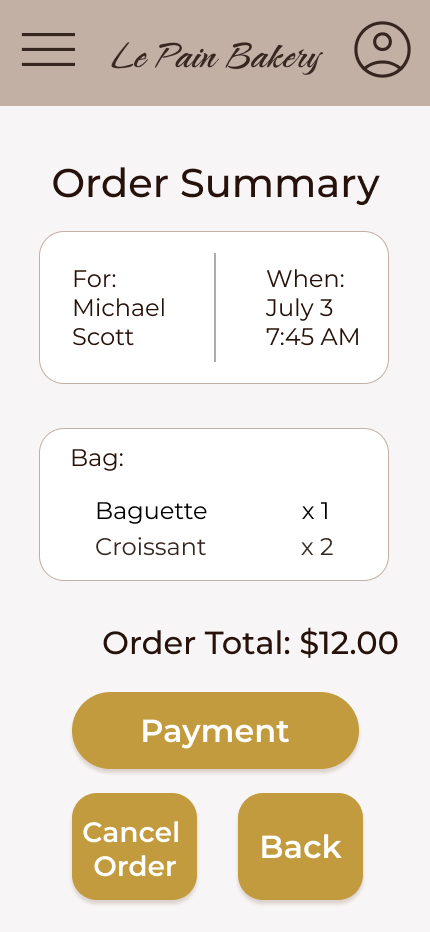 Le Pain Bakery
Order Summary
For:
Michael
Scott
When:
July 3
7:45 AM
Bag:
Baguette x 1
Croissant x 2
Order Total: $12.00
Payment
Cancel
Order
Back